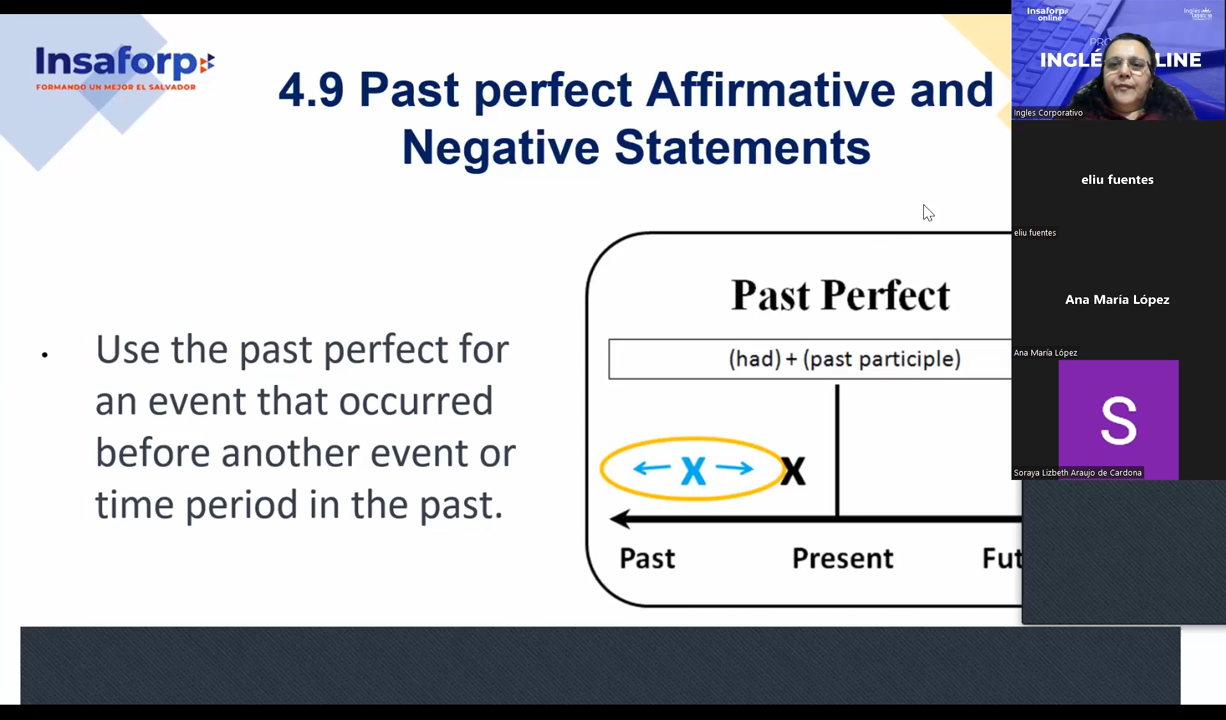 Insaforp
FORMANDO UN MEJOR EL SALVADOR
4.9 Past perfect Affirmative and
Negative Statements
• Use the past perfect for
an event that occurred
before another event or
time period in the past.
Past Perfect
(had) + (past participle)
X X
Past Present Fut
Insaforp
online
INGLÉ LINE
Ingles Corporativo
eliu fuentes
eliu fuentes
Ana María López
Ana María López
S
Soraya Lizbeth Araujo de Cardona